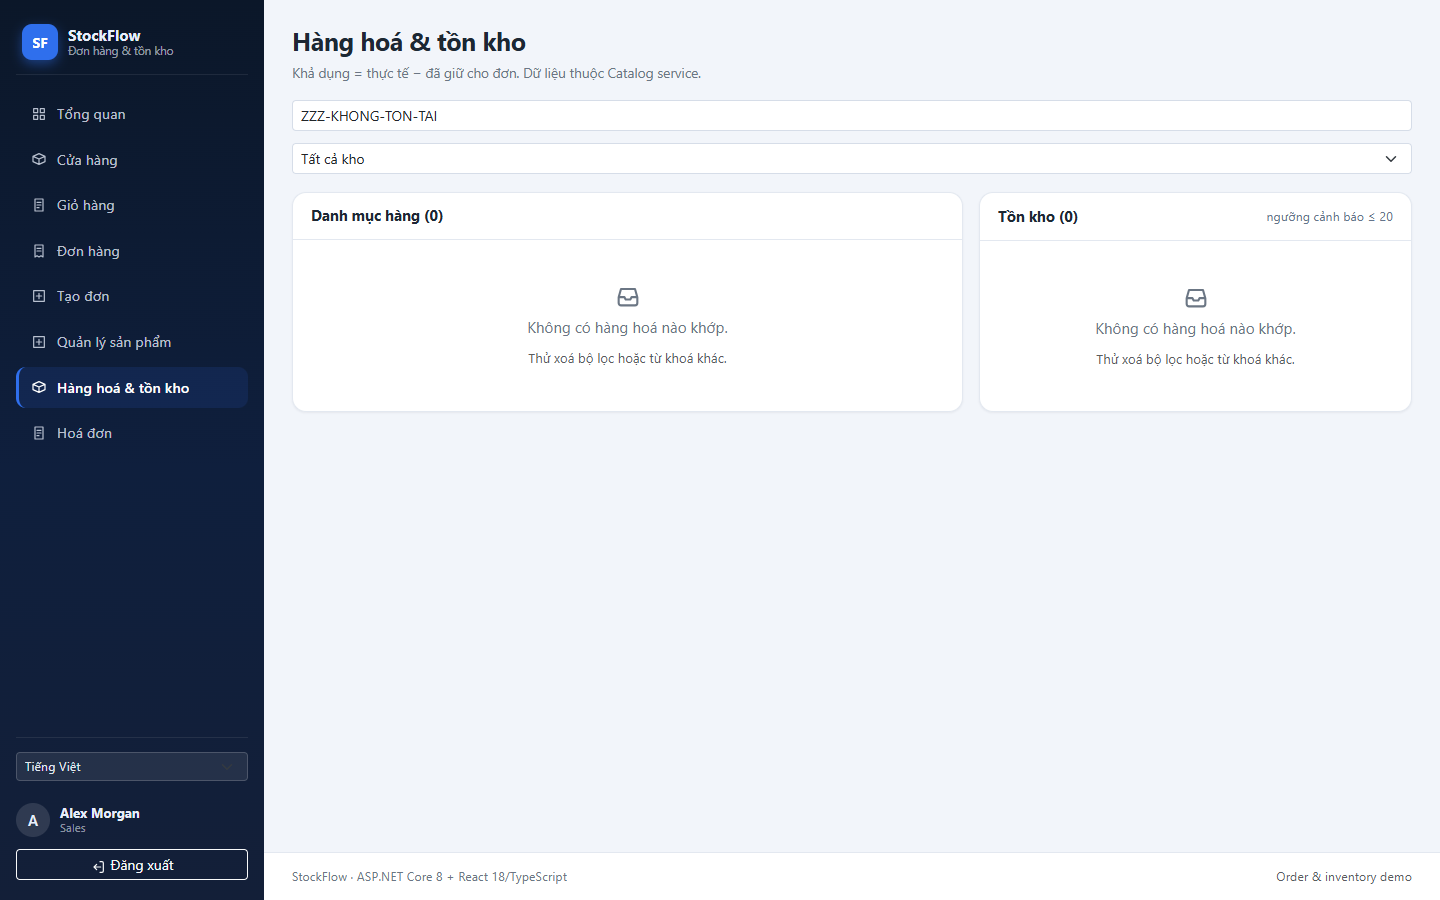 SF
StockFlow
Đơn hàng & tồn kho
Tổng quan
Cửa hàng
Giỏ hàng
Đơn hàng
Tạo đơn
Quản lý sản phẩm
Hàng hoá & tồn kho
Hoá đơn
Tiếng Việt
A
Alex Morgan
Sales
Đăng xuất
Hàng hoá & tồn kho
Khả dụng = thực tế − đã giữ cho đơn. Dữ liệu thuộc Catalog service.
ZZZ-KHONG-TON-TAI
Tất cả kho
Danh mục hàng (0)
Không có hàng hoá nào khớp.
Thử xoá bộ lọc hoặc từ khoá khác.
Tồn kho (0)
ngưỡng cảnh báo ≤ 20
Không có hàng hoá nào khớp.
Thử xoá bộ lọc hoặc từ khoá khác.
StockFlow · ASP.NET Core 8 + React 18/TypeScript
Order & inventory demo